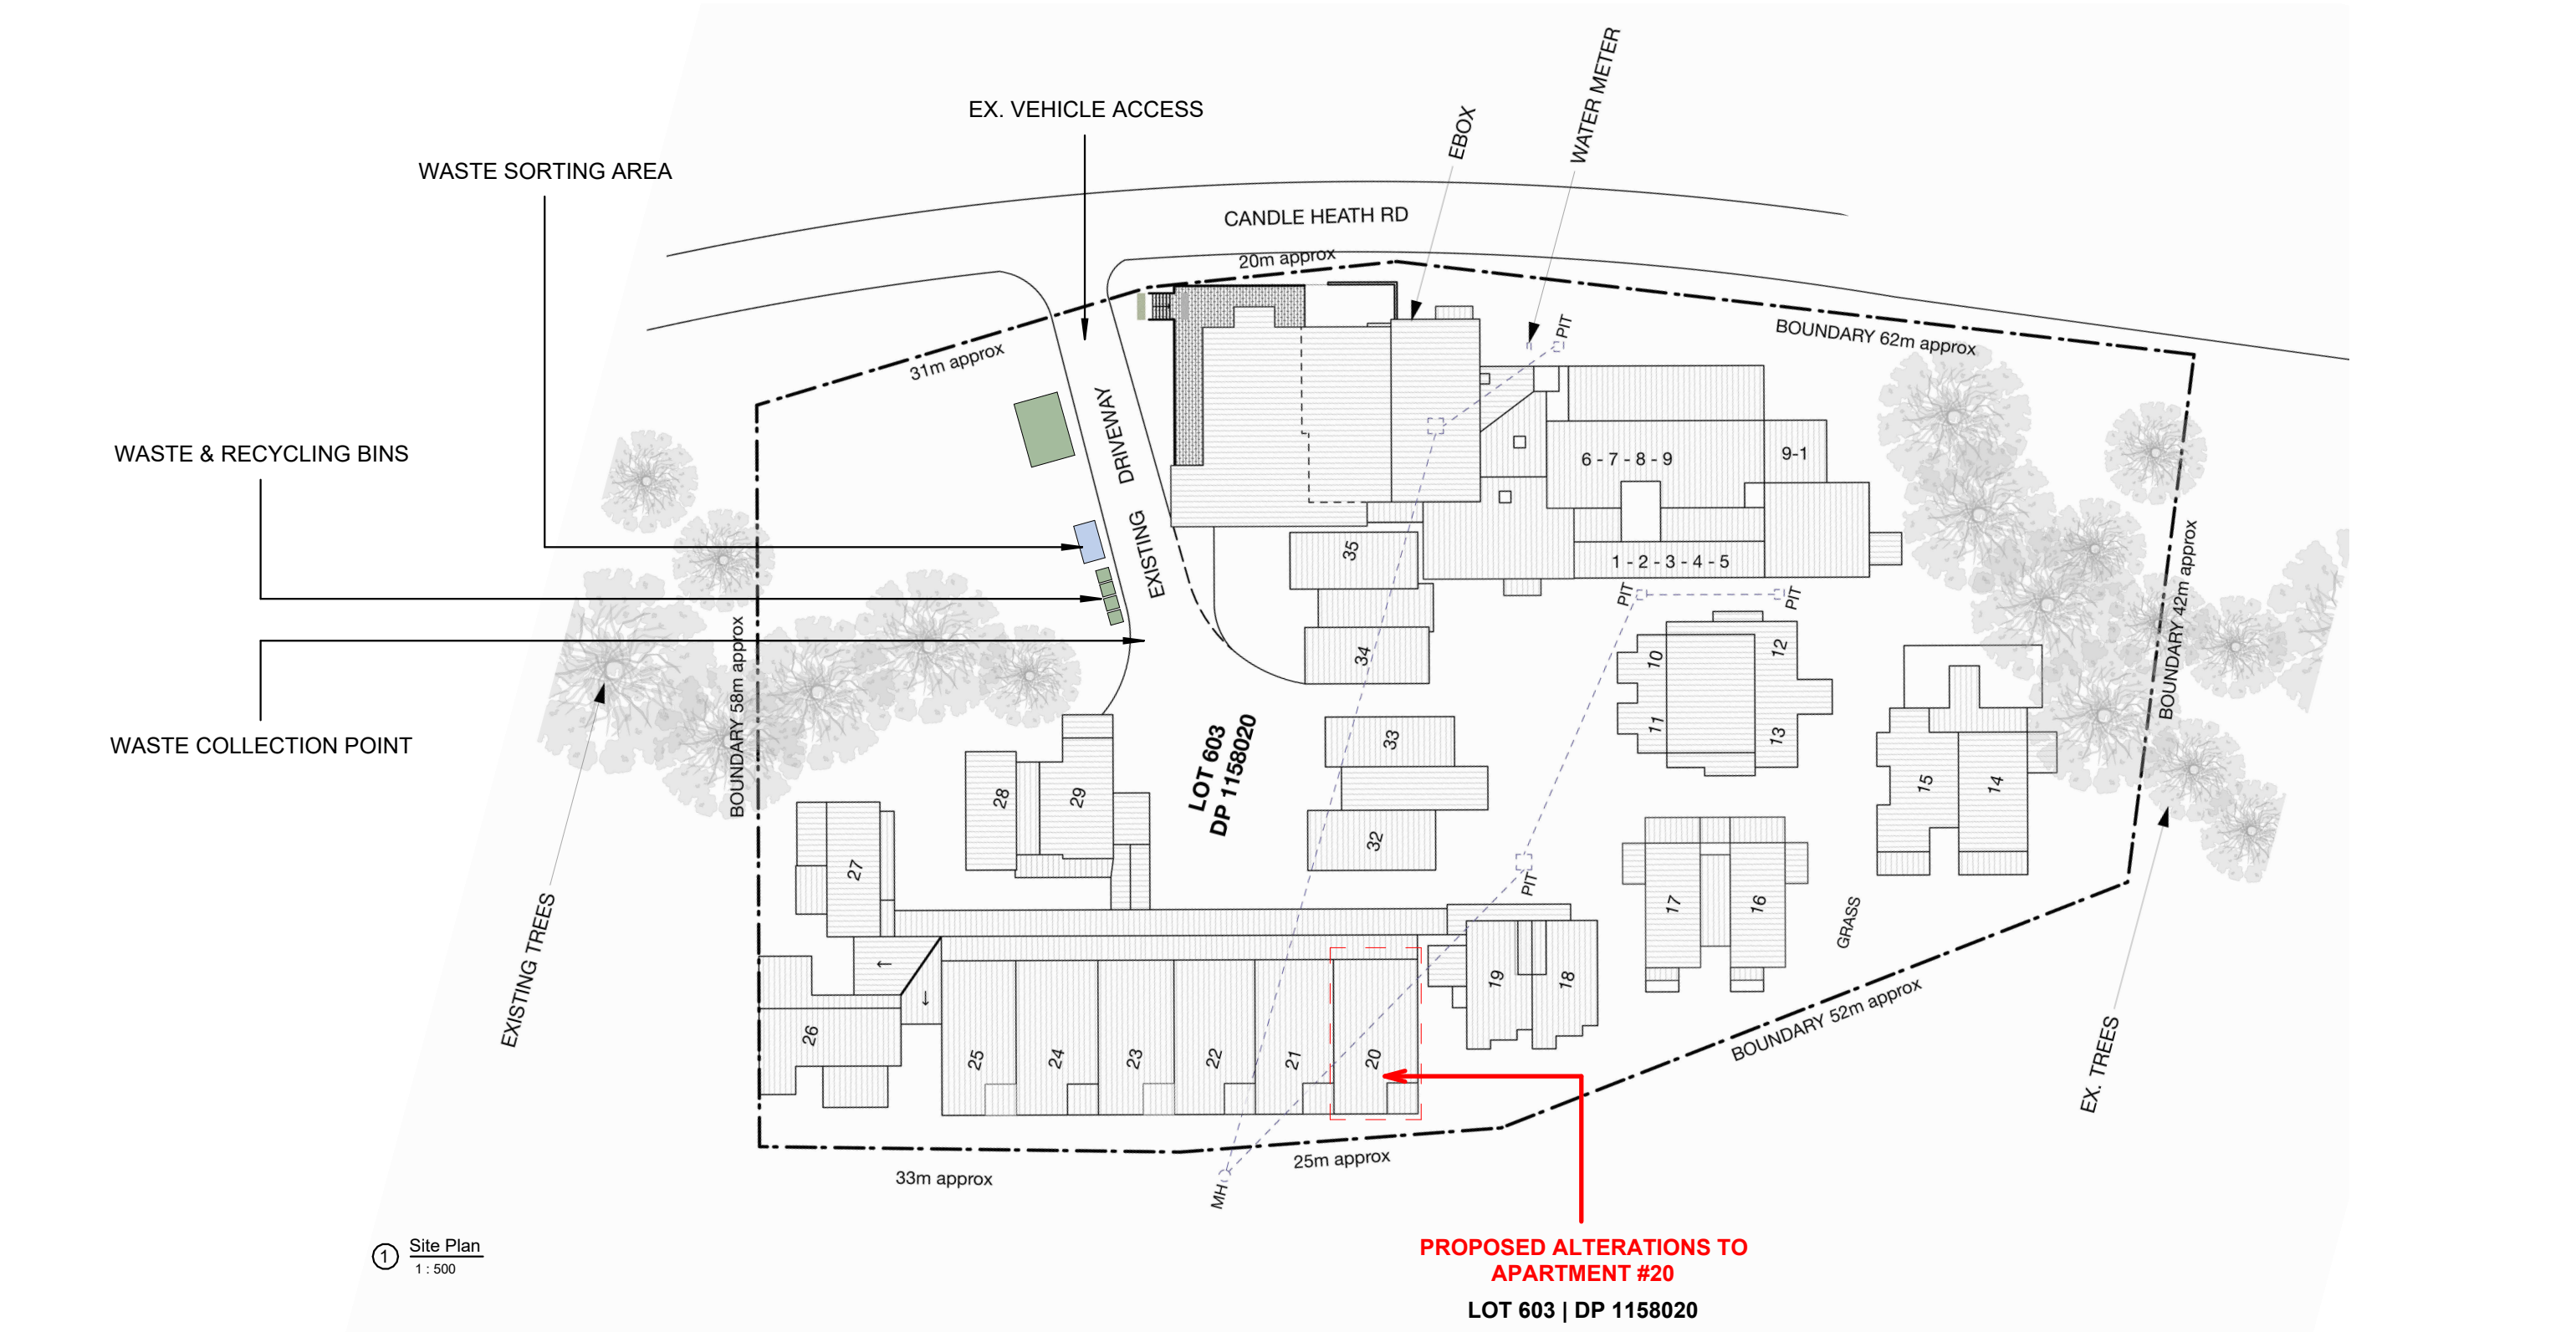 EX. VEHICLE ACCESS
WASTE SORTING AREA
EBOX
WATER METER
CANDLE HEATH RD
20m approx
PIT
BOUNDARY 62m approx
31m approx
EXISTING DRIVEWAY
WASTE & RECYCLING BINS
6 - 7 - 8 - 9
9-1
35
1 - 2 - 3 - 4 - 5
PIT
PIT
BOUNDARY 42m approx
34
10
12
11
13
BOUNDARY 58m approx
WASTE COLLECTION POINT
LOT 603
DP 1158020
33
32
28
29
27
15
14
PIT
17
16
GRASS
EXISTING TREES
←
↓
19
18
26
25
24
23
22
21
20
BOUNDARY 52m approx
EX. TREES
33m approx
25m approx
MH
1
Site Plan
1 : 500
PROPOSED ALTERATIONS TO
APARTMENT #20
LOT 603 | DP 1158020